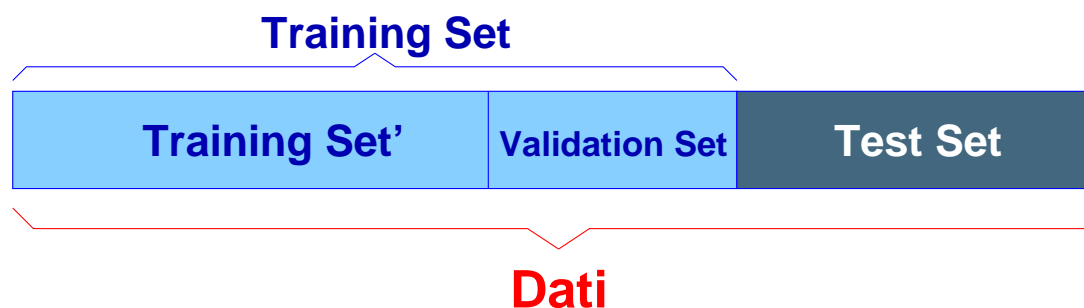 Training Set
Training Set’ Validation Set Test Set
Dati